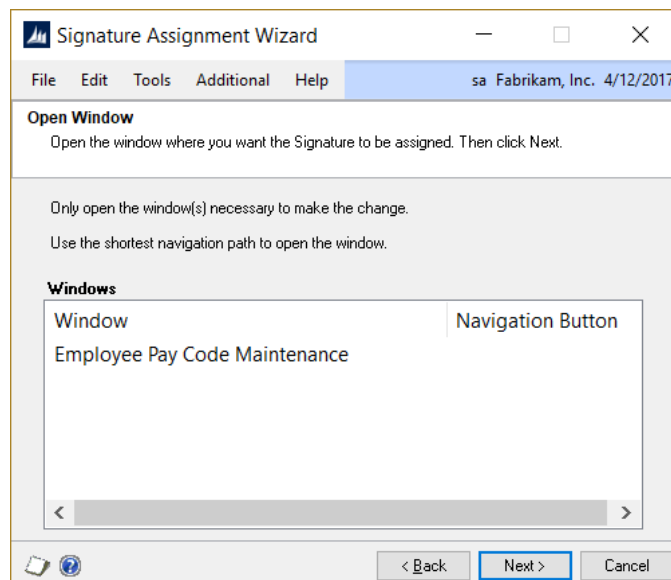 Signature Assignment Wizard
File Edit Tools Additional Help sa Fabrikam, Inc. 4/12/2017
Open Window
Open the window where you want the Signature to be assigned. Then click Next.
Only open the window(s) necessary to make the change.
Use the shortest navigation path to open the window.
Windows
Window Navigation Button
Employee Pay Code Maintenance
< Back Next > Cancel